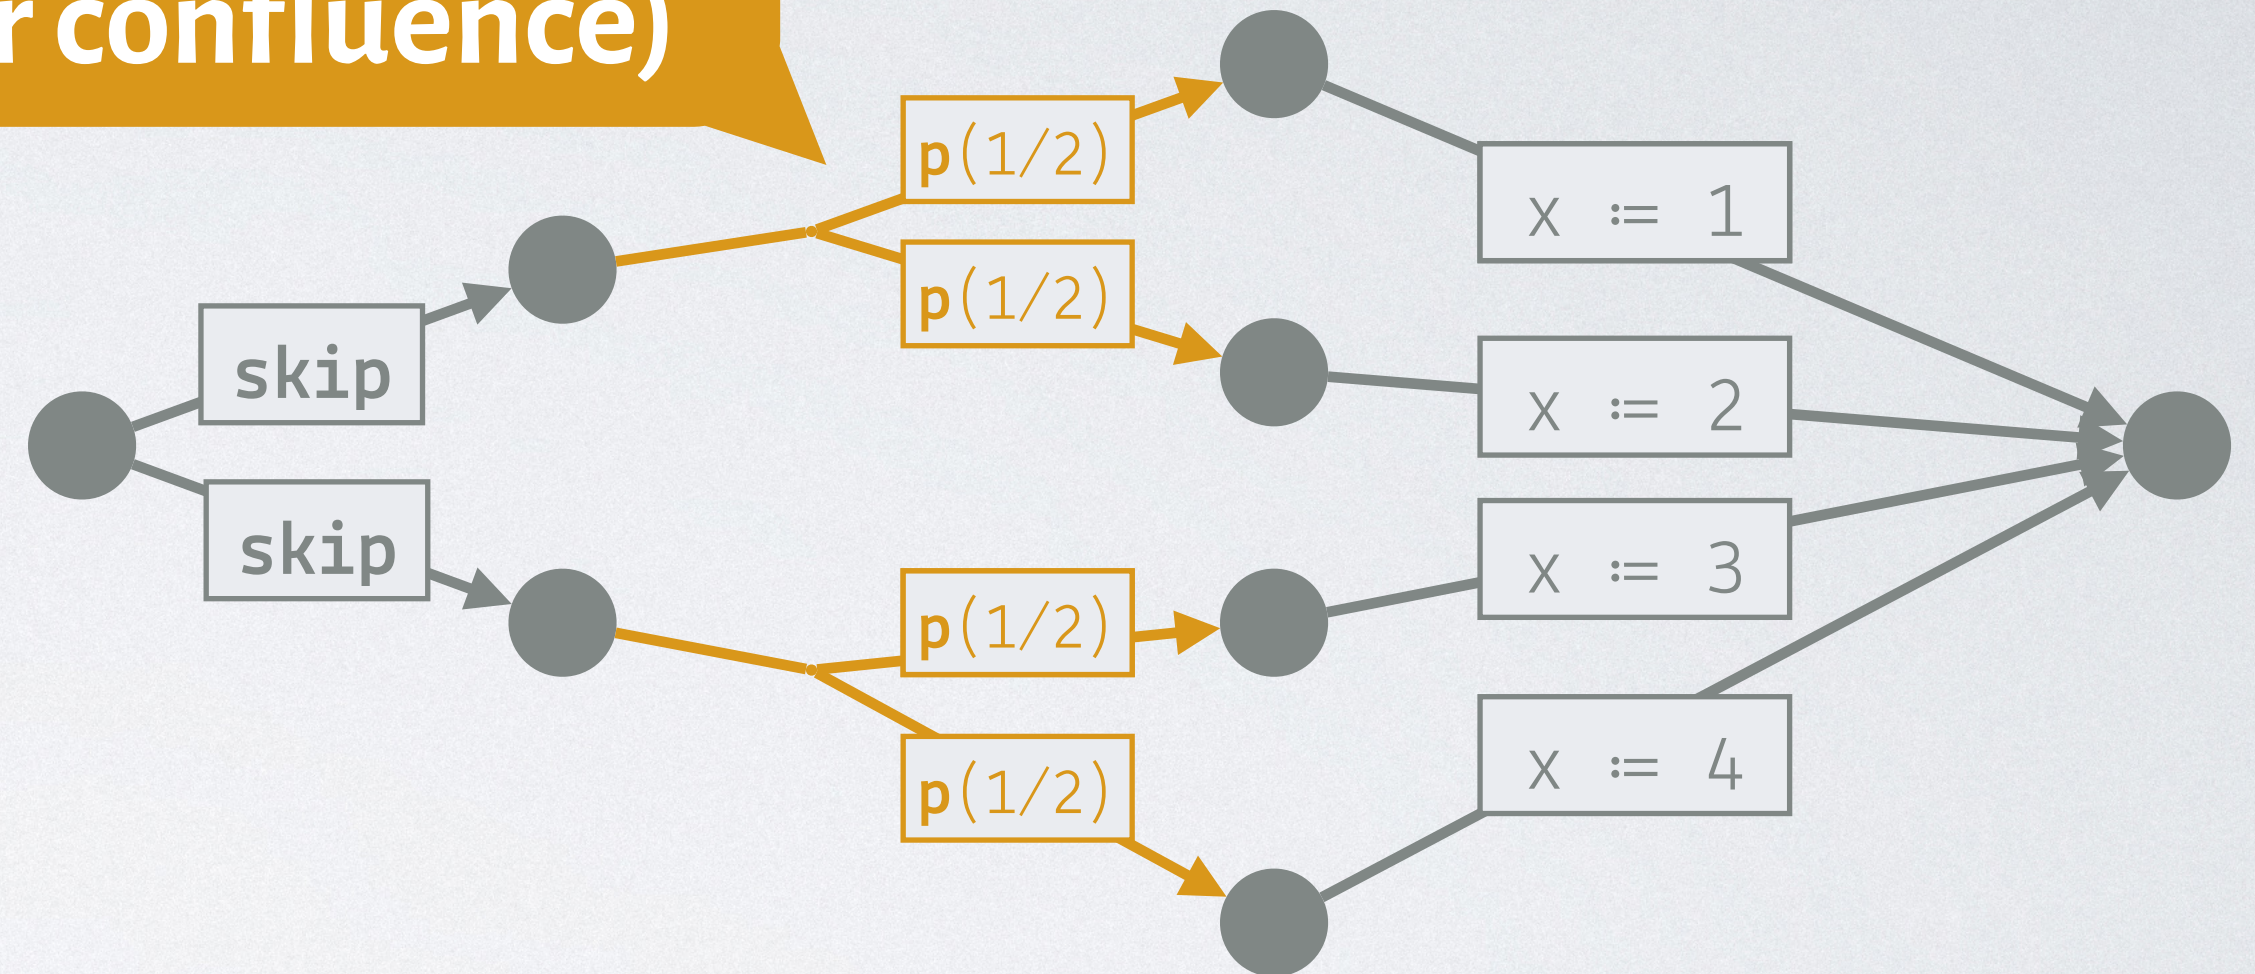 r confluence)
p(1/2)
p(1/2)
x ≔ 1
skip
x ≔ 2
skip
p(1/2)
x ≔ 3
p(1/2)
x ≔ 4